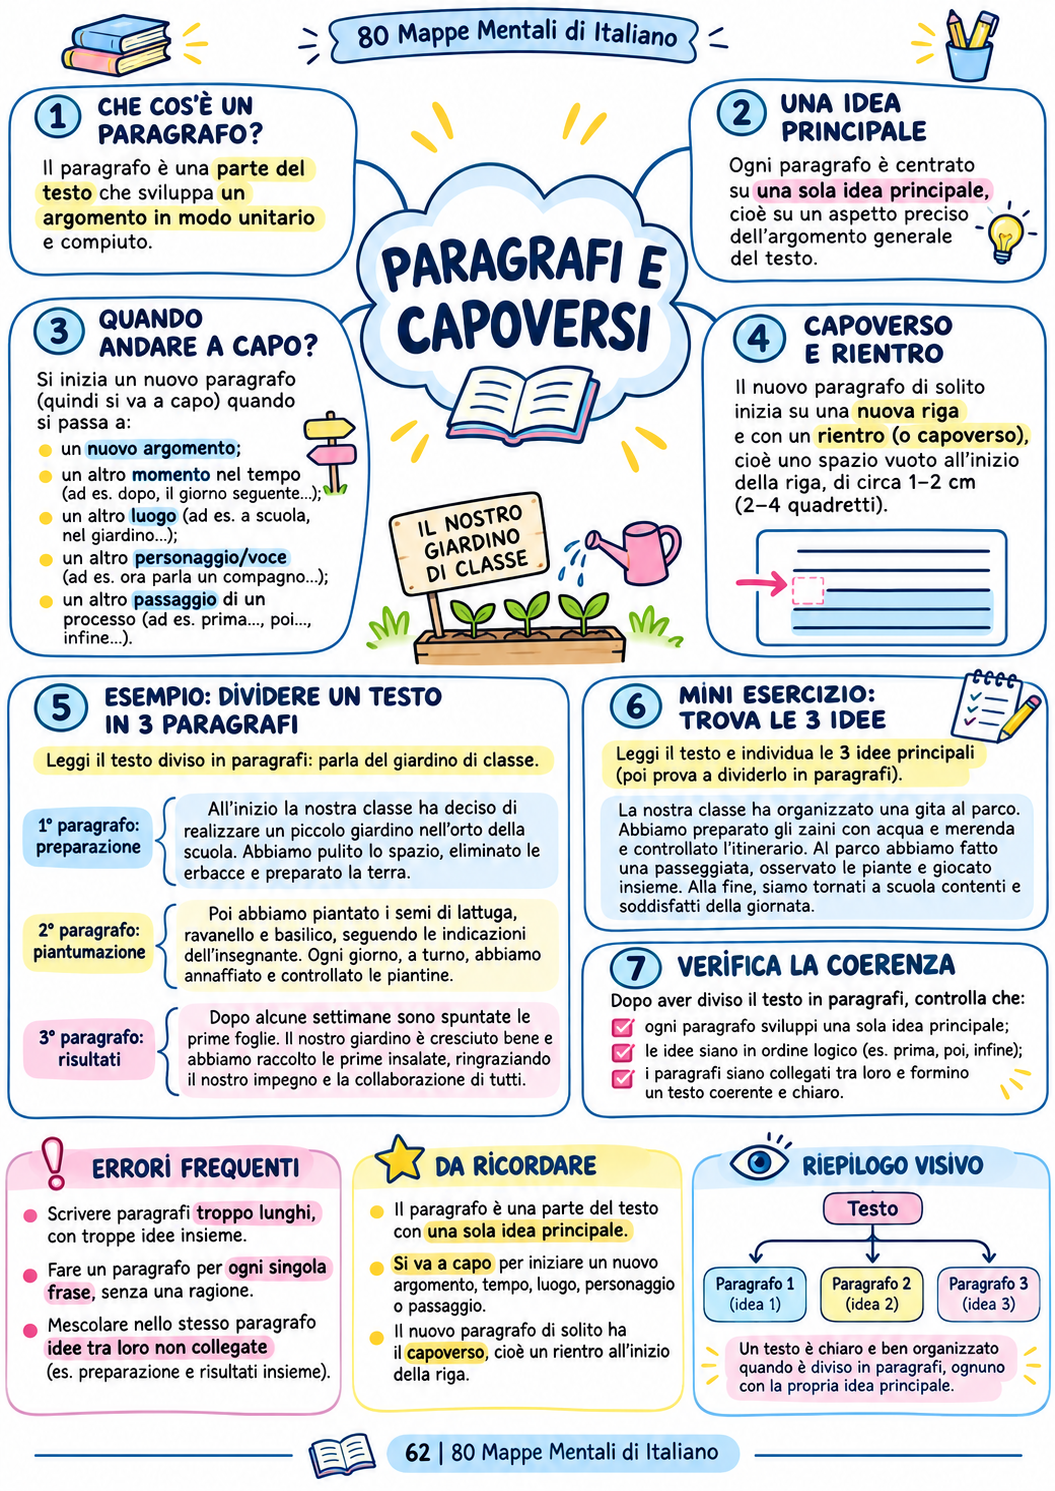 80 Mappe Mentali di Italiano
1
CHE COS'È UN
PARAGRAFO?
Il paragrafo è una parte del
testo che sviluppa un
argomento in modo unitario
e compiuto.
2
UNA IDEA
PRINCIPALE
Ogni paragrafo è centrato
su una sola idea principale,
cioè su un aspetto preciso
dell'argomento generale
del testo.
PARAGRAFI E
CAPOVERSI
3
QUANDO
ANDARE A CAPO?
Si inizia un nuovo paragrafo
(quindi si va a capo) quando
si passa a:
un nuovo argomento;
un altro momento nel tempo
(ad es. dopo, il giorno seguente...);
un altro luogo (ad es. a scuola,
nel giardino...);
un altro personaggio/voce
(ad es. ora parla un compagno...);
un altro passaggio di un
processo (ad es. prima..., poi...,
infine...).
4
CAPOVERSO
E RIENTRO
Il nuovo paragrafo di solito
inizia su una nuova riga
e con un rientro (o capoverso),
cioè uno spazio vuoto all'inizio
della riga, di circa 1–2 cm
(2–4 quadretti).
IL NOSTRO
GIARDINO
DI CLASSE
5
ESEMPIO: DIVIDERE UN TESTO
IN 3 PARAGRAFI
Leggi il testo diviso in paragrafi: parla del giardino di classe.
1° paragrafo:
preparazione
All'inizio la nostra classe ha deciso di
realizzare un piccolo giardino nell'orto della
scuola. Abbiamo pulito lo spazio, eliminato le
erbacce e preparato la terra.
2° paragrafo:
piantumazione
Poi abbiamo piantato i semi di lattuga,
ravanello e basilico, seguendo le indicazioni
dell'insegnante. Ogni giorno, a turno, abbiamo
annaffiato e controllato le piantine.
3° paragrafo:
risultati
Dopo alcune settimane sono spuntate le
prime foglie. Il nostro giardino è cresciuto bene e
abbiamo raccolto le prime insalate, ringraziando
il nostro impegno e la collaborazione di tutti.
6
MINI ESERCIZIO:
TROVA LE 3 IDEE
Leggi il testo e individua le 3 idee principali
(poi prova a dividerlo in paragrafi).
La nostra classe ha organizzato una gita al parco.
Abbiamo preparato gli zaini con acqua e merenda
e controllato l'itinerario. Al parco abbiamo fatto
una passeggiata, osservato le piante e giocato
insieme. Alla fine, siamo tornati a scuola contenti e
soddisfatti della giornata.
7
VERIFICA LA COERENZA
Dopo aver diviso il testo in paragrafi, controlla che:
ogni paragrafo sviluppi una sola idea principale;
le idee siano in ordine logico (es. prima, poi, infine);
i paragrafi siano collegati tra loro e formino
un testo coerente e chiaro.
ERRORI FREQUENTI
Scrivere paragrafi troppo lunghi,
con troppe idee insieme.
Fare un paragrafo per ogni singola
frase, senza una ragione.
Mescolare nello stesso paragrafo
idee tra loro non collegate
(es. preparazione e risultati insieme).
DA RICORDARE
Il paragrafo è una parte del testo
con una sola idea principale.
Si va a capo per iniziare un nuovo
argomento, tempo, luogo, personaggio
o passaggio.
Il nuovo paragrafo di solito ha
il capoverso, cioè un rientro all'inizio
della riga.
RIEPILOGO VISIVO
Testo
Paragrafo 1
(idea 1)
Paragrafo 2
(idea 2)
Paragrafo 3
(idea 3)
Un testo è chiaro e ben organizzato
quando è diviso in paragrafi, ognuno
con la propria idea principale.
62 | 80 Mappe Mentali di Italiano